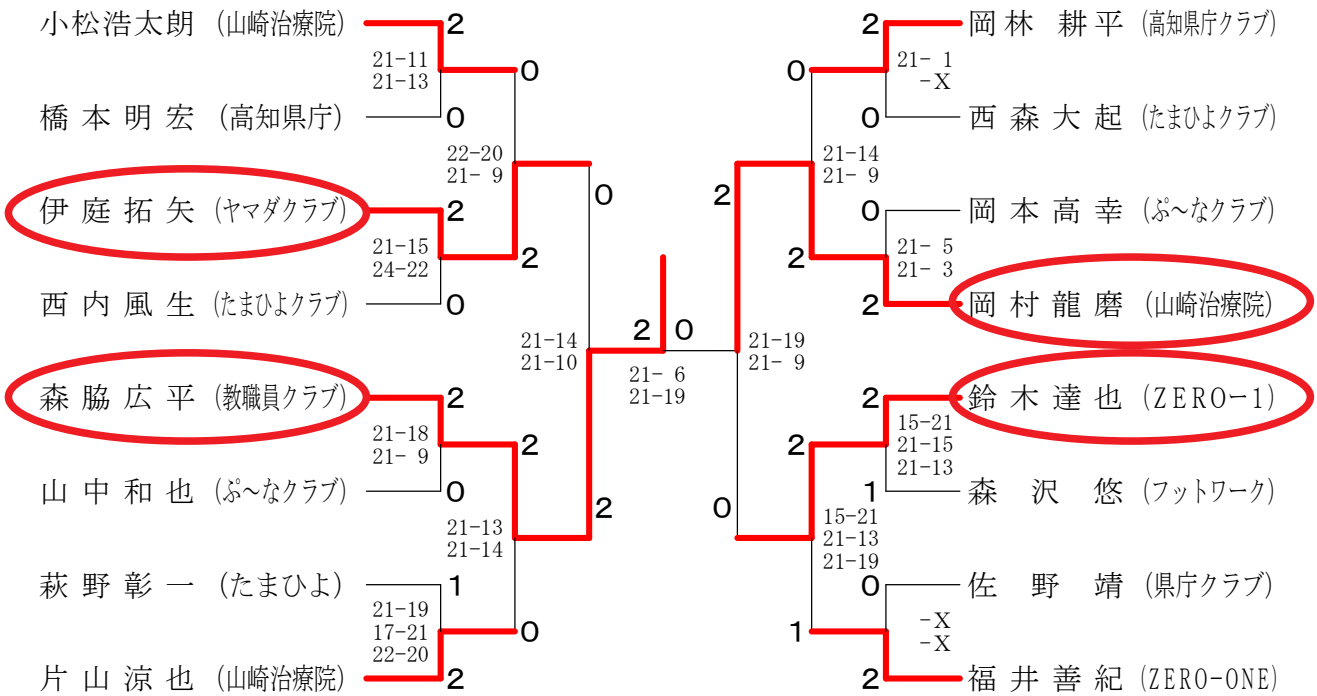 小松浩太朗 (山崎治療院) 2
21-11
21-13
0
橋本明宏 (高知県庁) 0
22-20
21- 9
0
伊庭拓矢 (ヤマダクラブ) 2
21-15
24-22
2
西内風生 (たまひよクラブ) 0
21-14
21-10
森脇広平 (教職員クラブ) 2
21-18
21- 9
2
山中和也 (ぷ～なクラブ) 0
21-13
21-14
2
萩野彰一 (たまひよ) 1
21-19
17-21
22-20
0
片山涼也 (山崎治療院) 2
2 0
21- 6
21-19
2 岡林 耕平 (高知県庁クラブ)
21- 1
-X
0
0 西森大起 (たまひよクラブ)
21-14
21- 9
2
0 岡本高幸 (ぷ～なクラブ)
21- 5
21- 3
2
2 岡村龍磨 (山崎治療院)
21-19
21- 9
2 鈴木達也 (ZERO-1)
15-21
21-15
21-13
2
1 森沢 悠 (フットワーク)
15-21
21-13
21-19
0
0 佐野 靖 (県庁クラブ)
-X
-X
1
2 福井善紀 (ZERO-ONE)